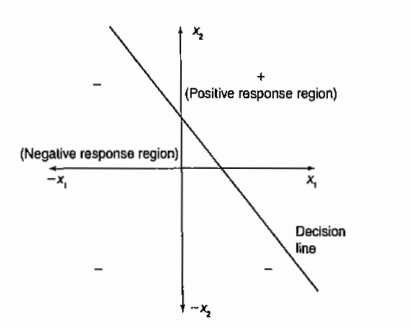 x₂
+
–
(Positive response region)
(Negative response region)
–x₁
x₁
Decision
line
–
–
–x₂